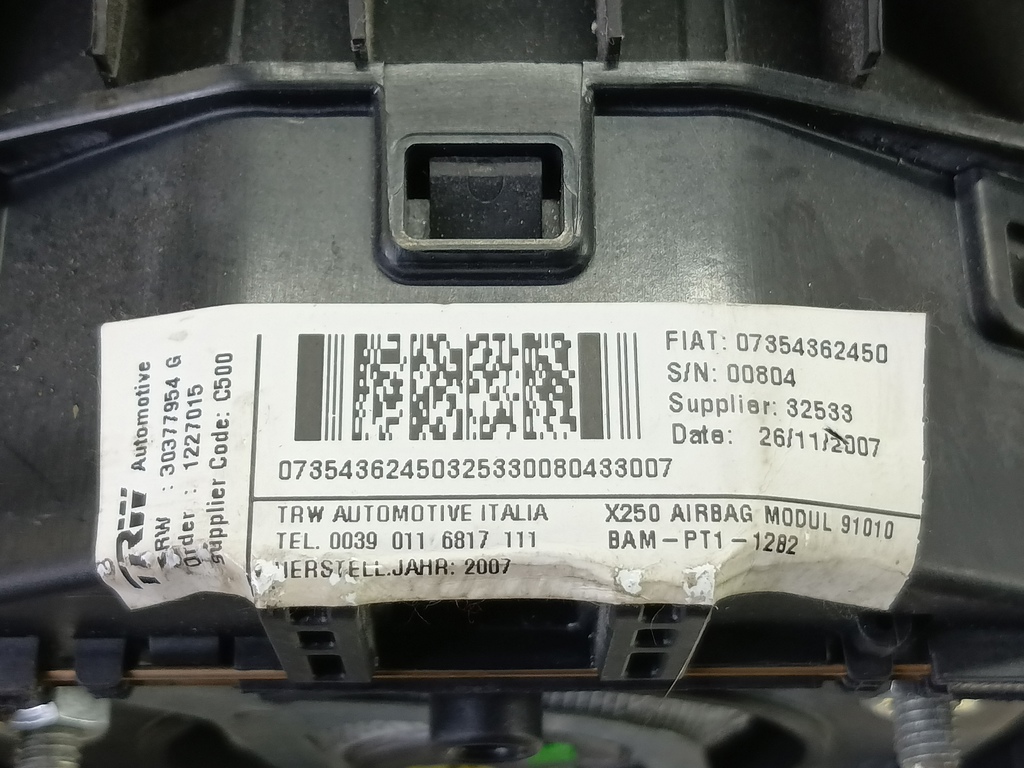 TRW Automotive
TRW : 30377954 G
Order : 1227015
Supplier Code: C500
FIAT: 07354362450
S/N: 00804
Supplier: 32533
Date: 26/11/2007
07354362450325330080433007
TRW AUTOMOTIVE ITALIA
TEL. 0039 011 6817 111
HERSTELL.JAHR: 2007
X250 AIRBAG MODUL 91010
BAM-PT1-1282